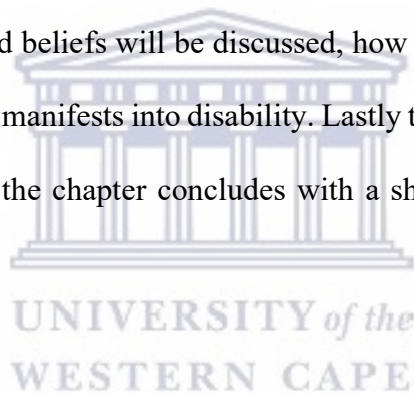 d beliefs will be discussed, how
manifests into disability. Lastly t
the chapter concludes with a sh
UNIVERSITY of the
WESTERN CAPE